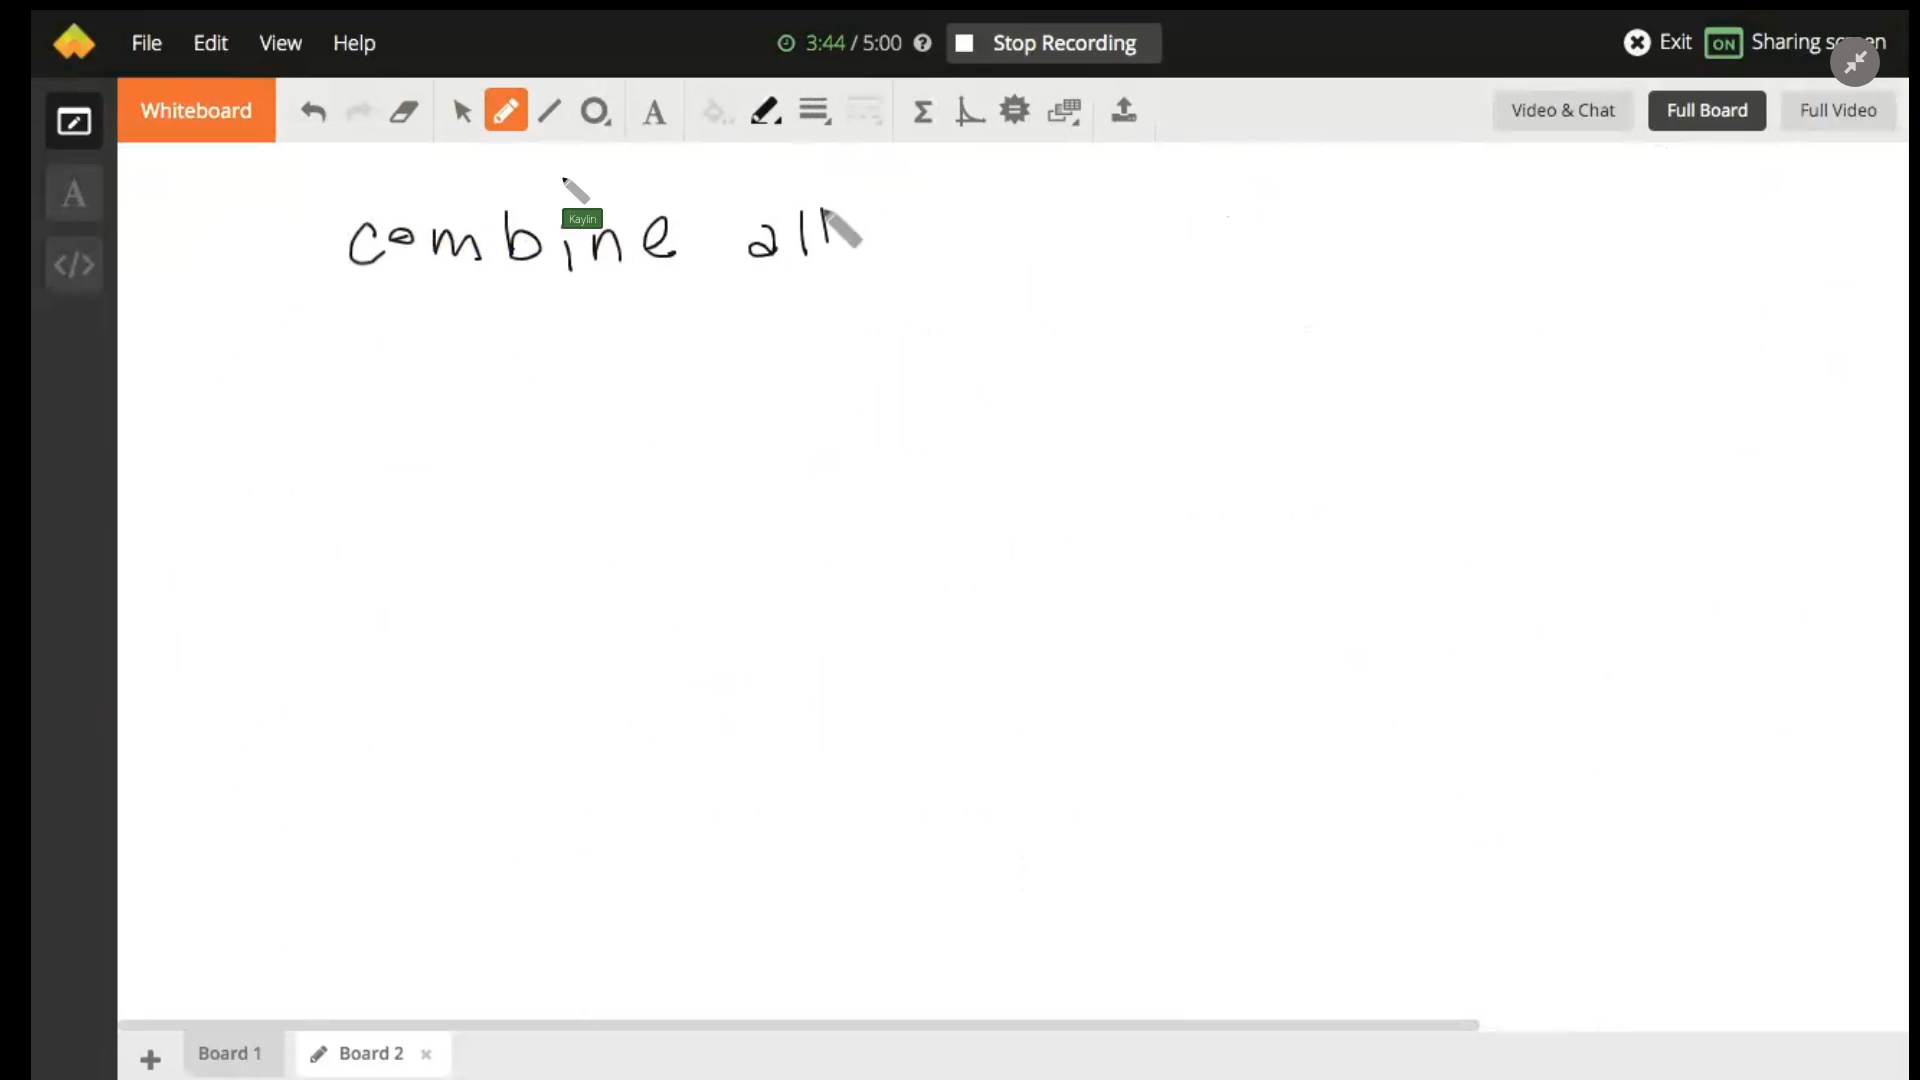 File Edit View Help 3:44 / 5:00 ? Stop Recording Exit ON Sharing
Whiteboard A Σ Video & Chat Full Board Full Video
A
</>
Kaylin
combine all
+ Board 1 Board 2 ×